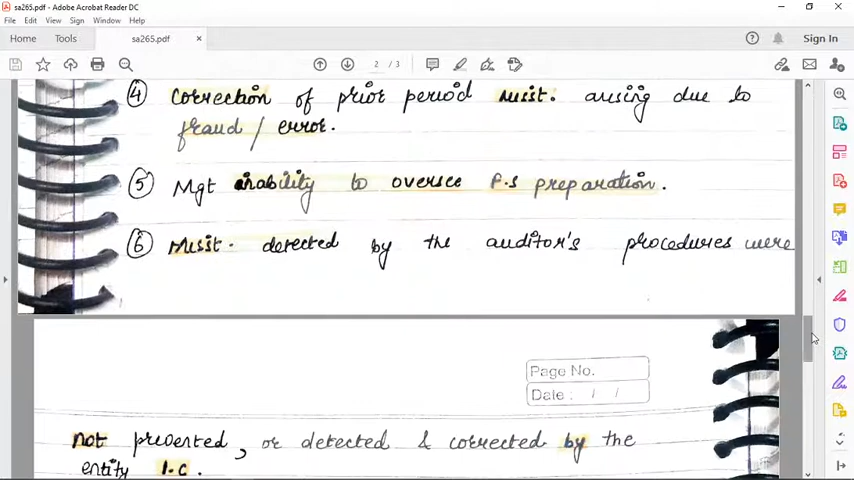 sa265.pdf - Adobe Acrobat Reader DC
File Edit View Sign Window Help
Home Tools sa265.pdf × Sign In
2 / 3
4 Correction of prior period misst. arising due to
fraud / error.
5 Mgt inability to oversee F.S preparation.
6 Misst. detected by the auditor's procedures were
Page No.
Date : / /
not prevented, or detected & corrected by the
entity I.C.